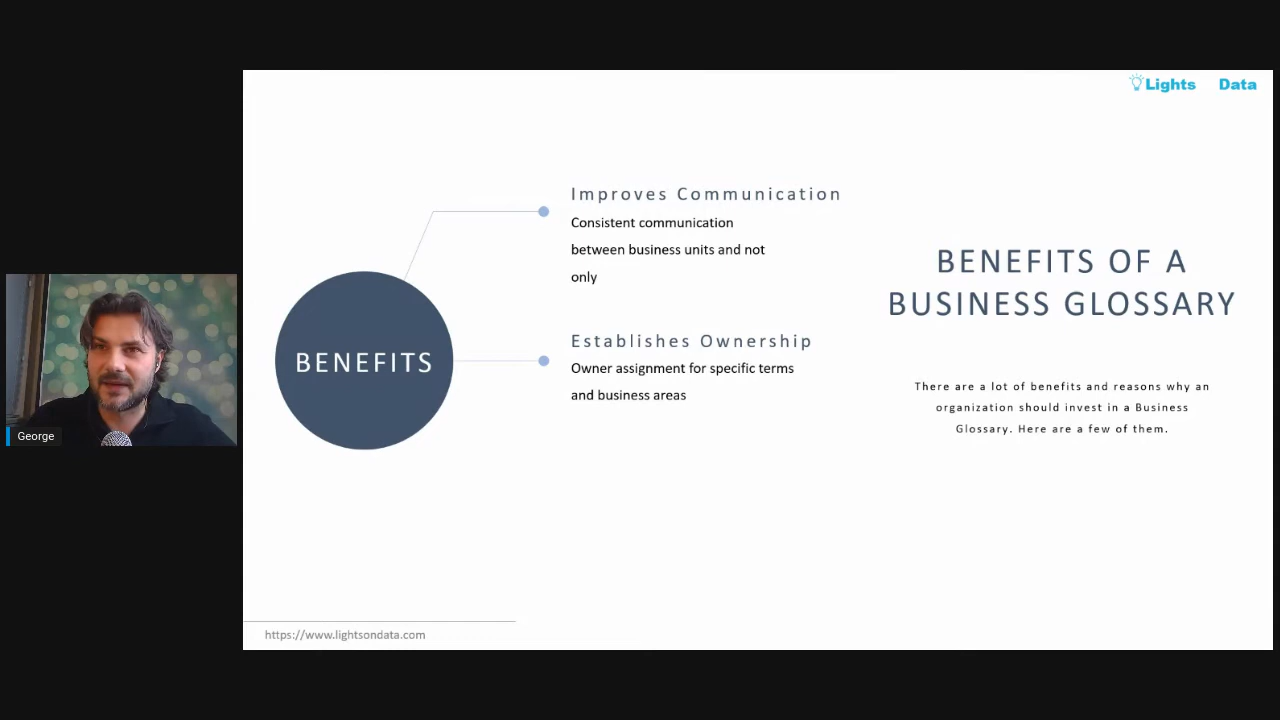 Lights Data
Improves Communication
Consistent communication
between business units and not
only
BENEFITS
Establishes Ownership
Owner assignment for specific terms
and business areas
BENEFITS OF A
BUSINESS GLOSSARY
There are a lot of benefits and reasons why an
organization should invest in a Business
Glossary. Here are a few of them.
George
https://www.lightsondata.com